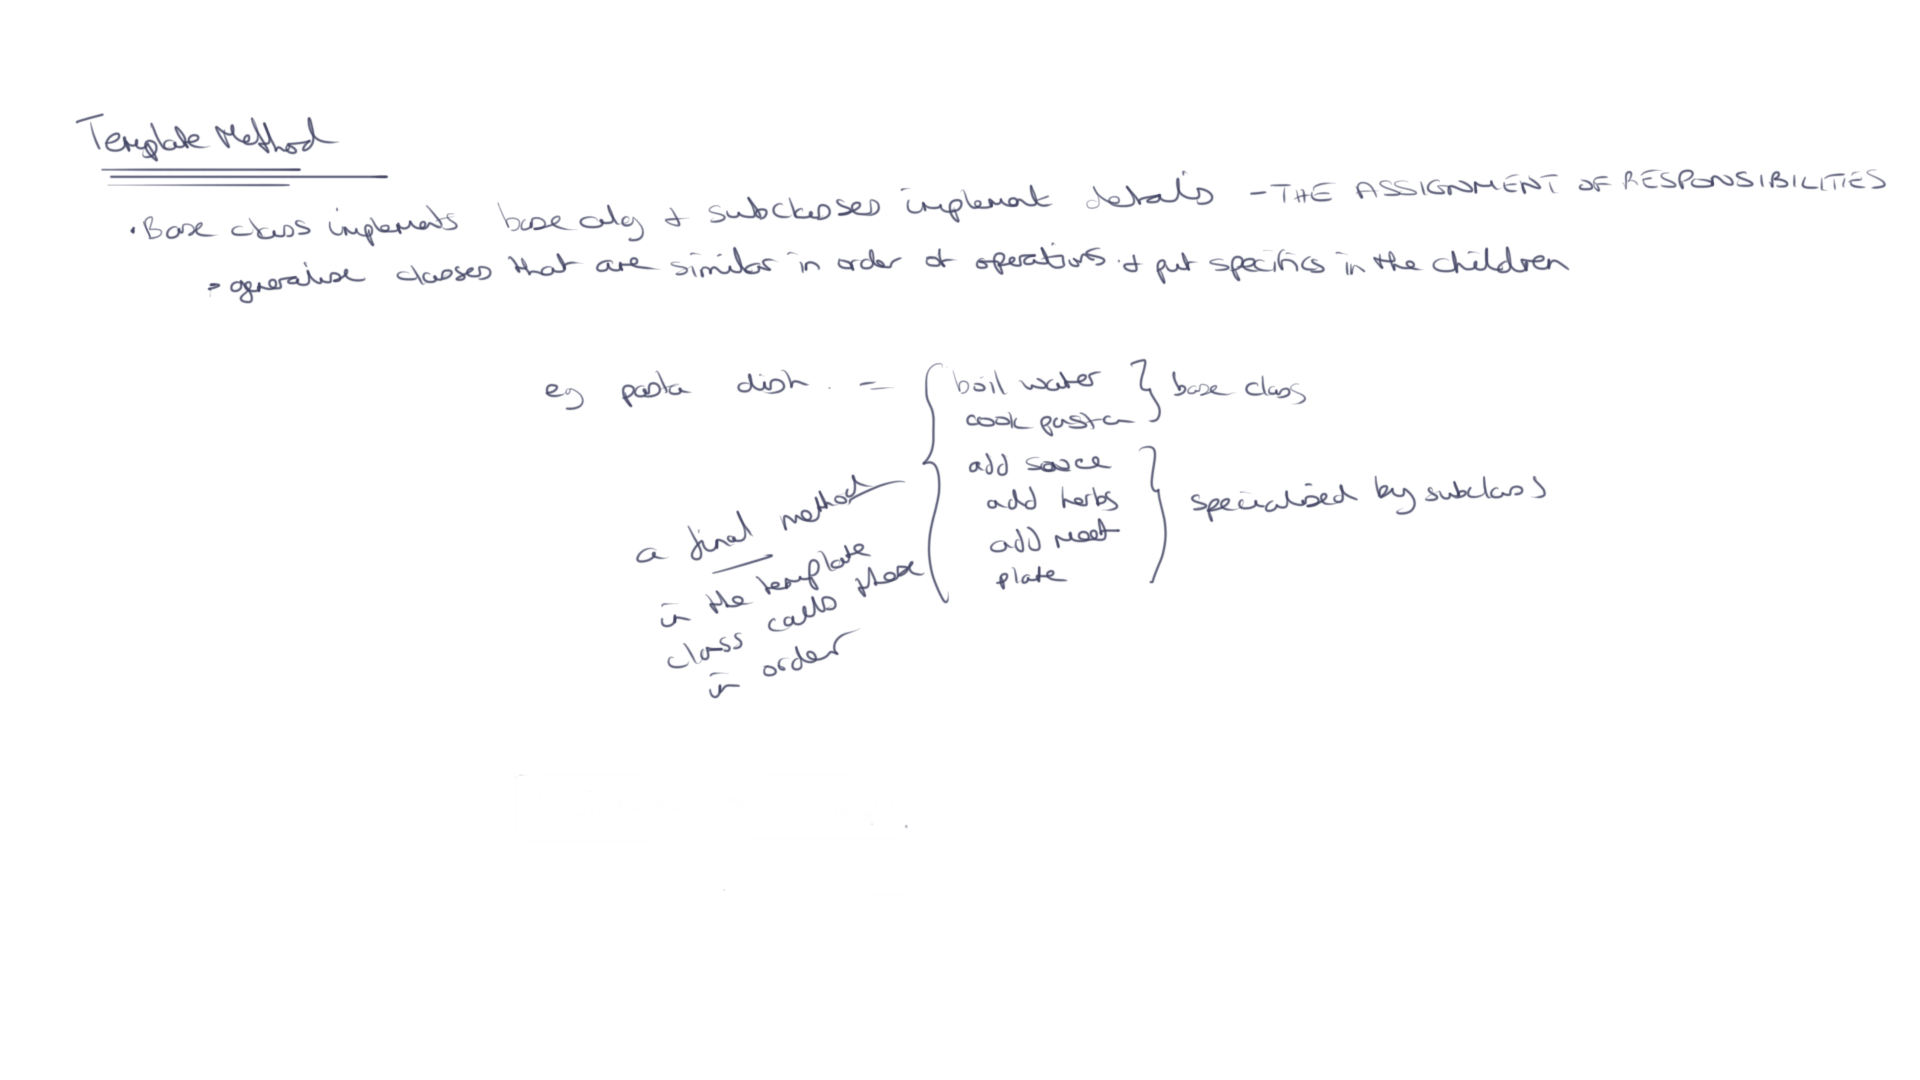 Template Method
• Base class implements base alg + subclasses implement details - THE ASSIGNMENT OF RESPONSIBILITIES
• generalise classes that are similar in order of operations + put specifics in the children
eg pasta dish = { boil water } base class
cook pasta
add sauce
add herbs } specialised by subclass
add meat
plate
a final method
in the template
class calls these
in order